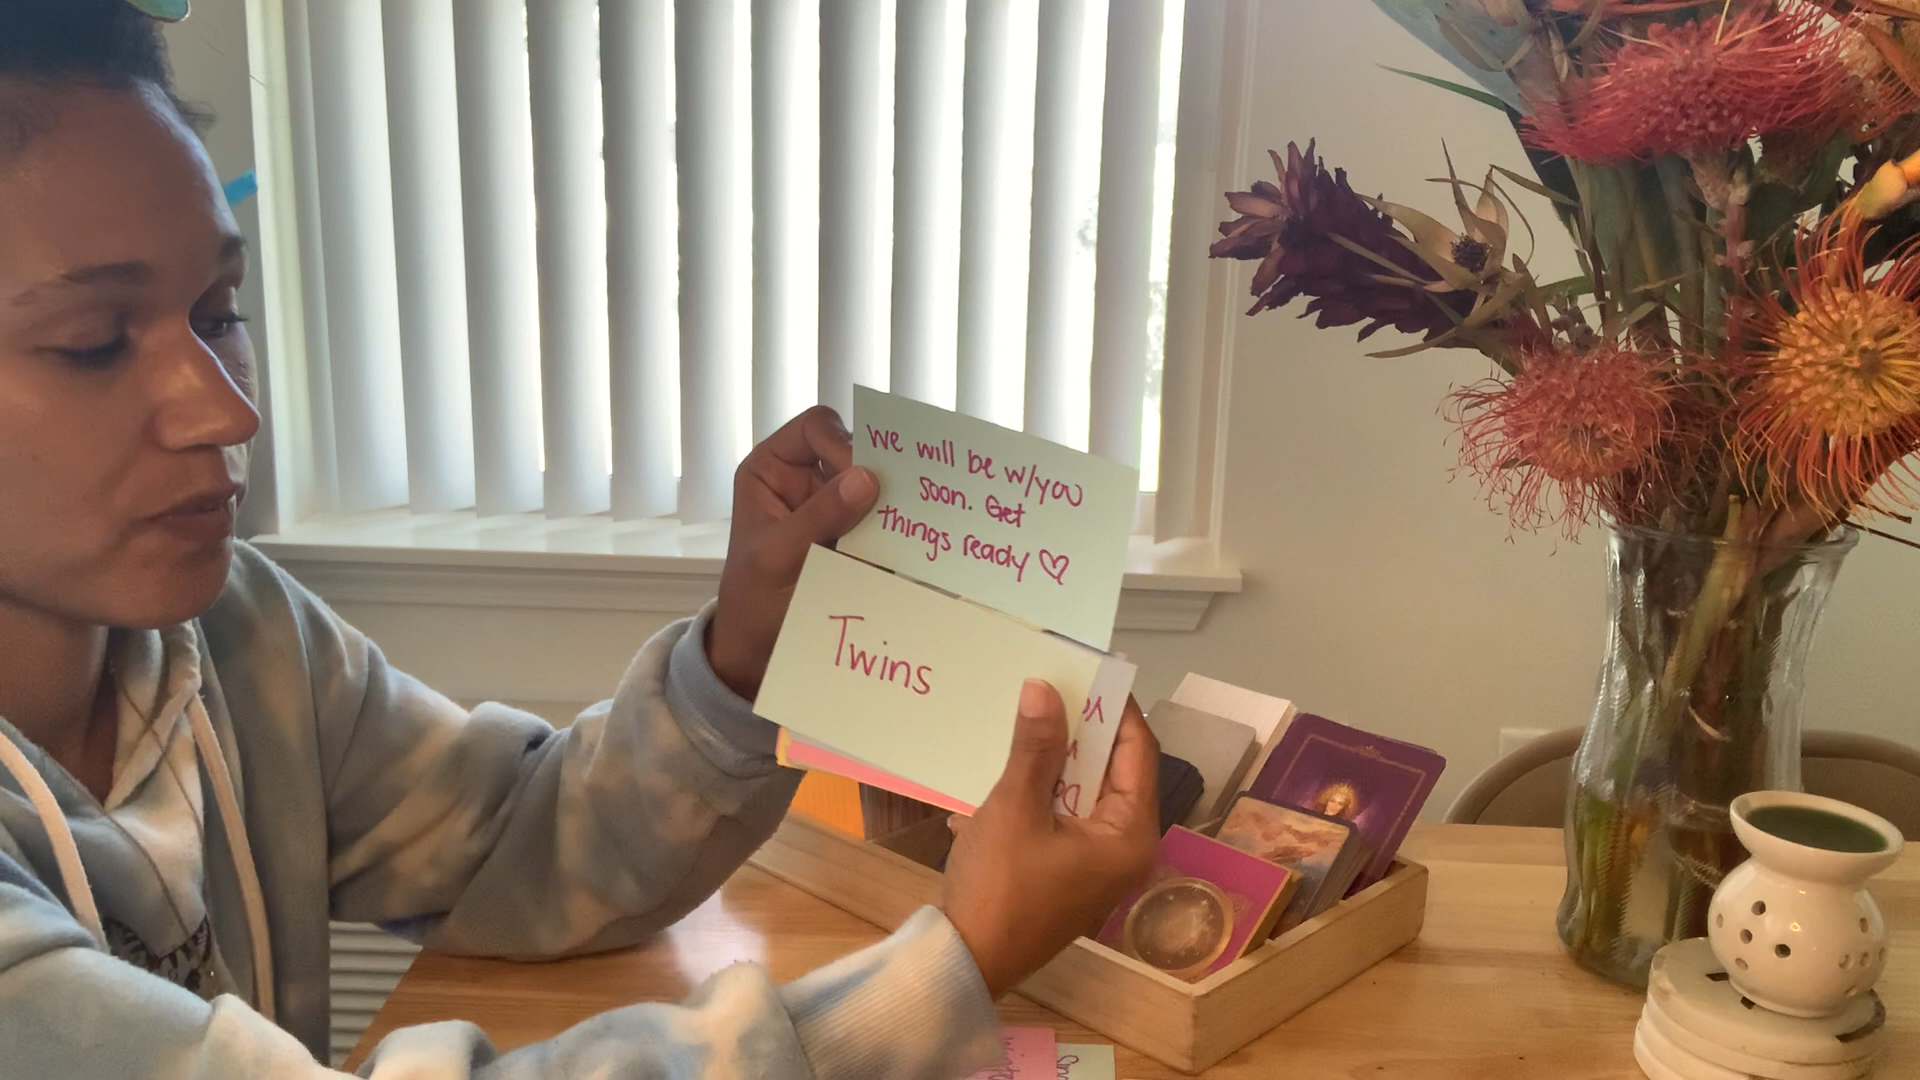 we will be w/you
soon. Get
things ready ♡
Twins